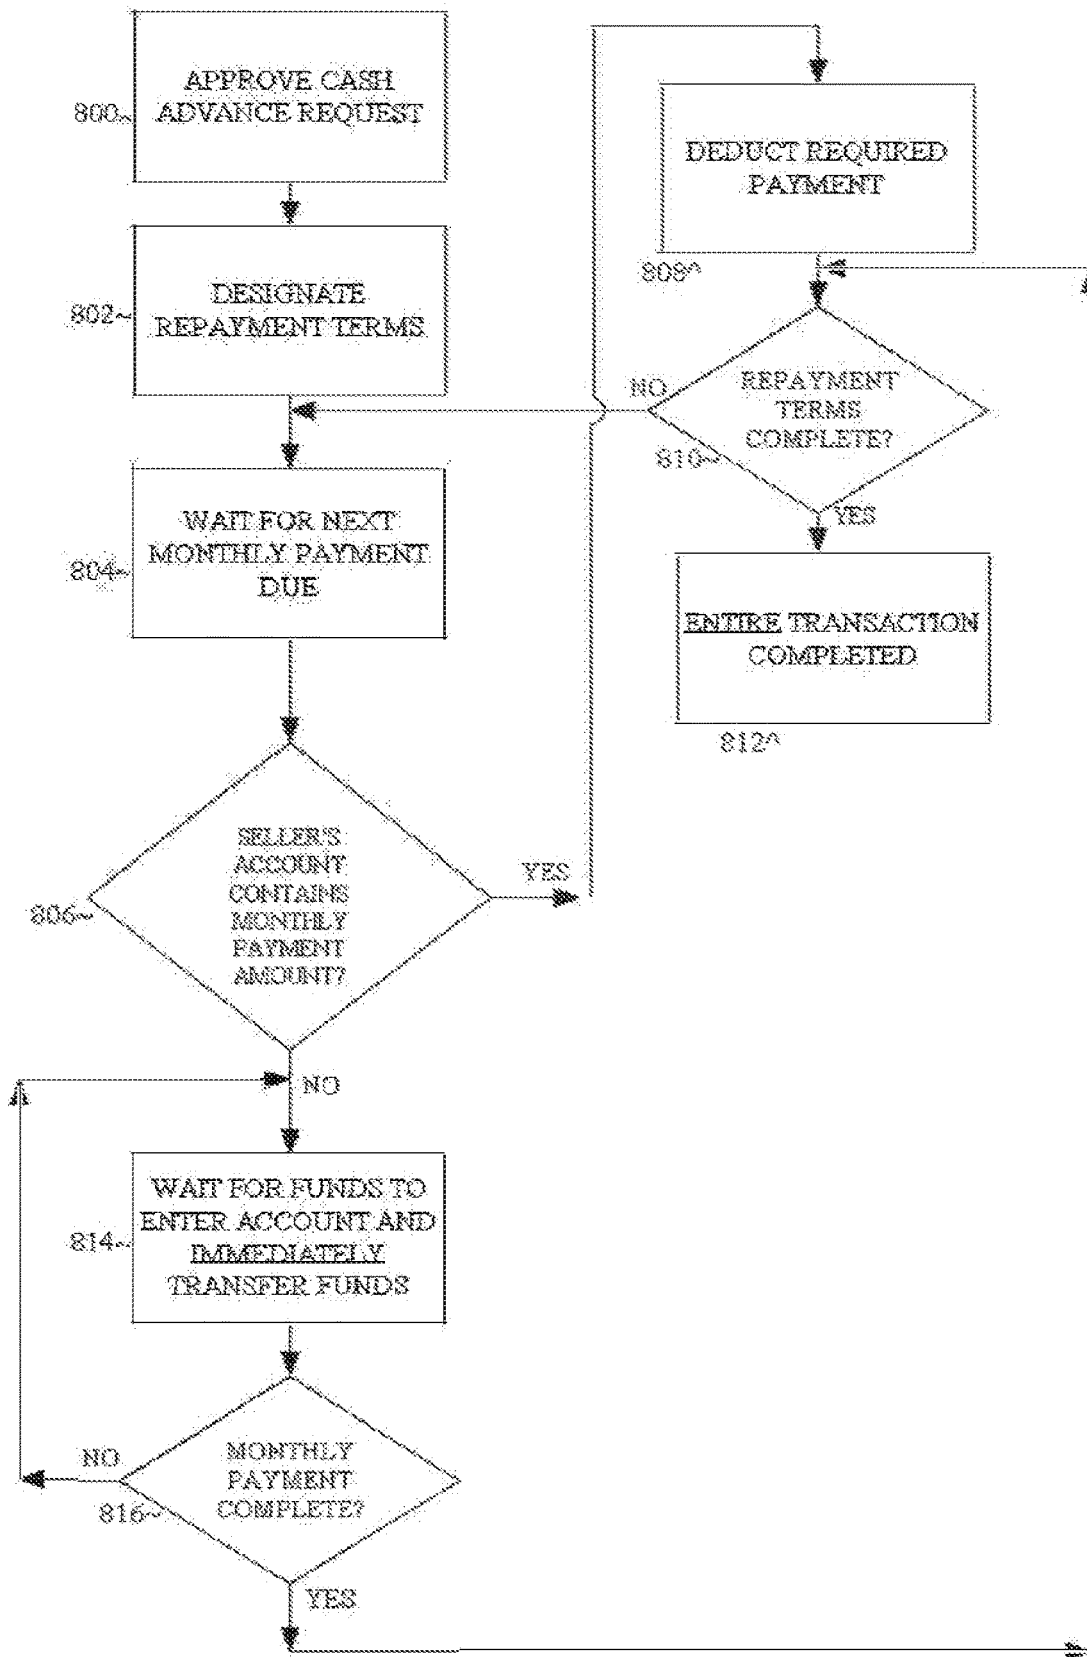 800~
APPROVE CASH
ADVANCE REQUEST
802~
DESIGNATE
REPAYMENT TERMS
804~
WAIT FOR NEXT
MONTHLY PAYMENT
DUE
806~
SELLER'S
ACCOUNT
CONTAINS
MONTHLY
PAYMENT
AMOUNT?
YES
NO
DEDUCT REQUIRED
PAYMENT
808^
REPAYMENT
TERMS
COMPLETE?
810~
NO
YES
ENTIRE TRANSACTION
COMPLETED
812^
814~
WAIT FOR FUNDS TO
ENTER ACCOUNT AND
IMMEDIATELY
TRANSFER FUNDS
MONTHLY
PAYMENT
COMPLETE?
816~
NO
YES